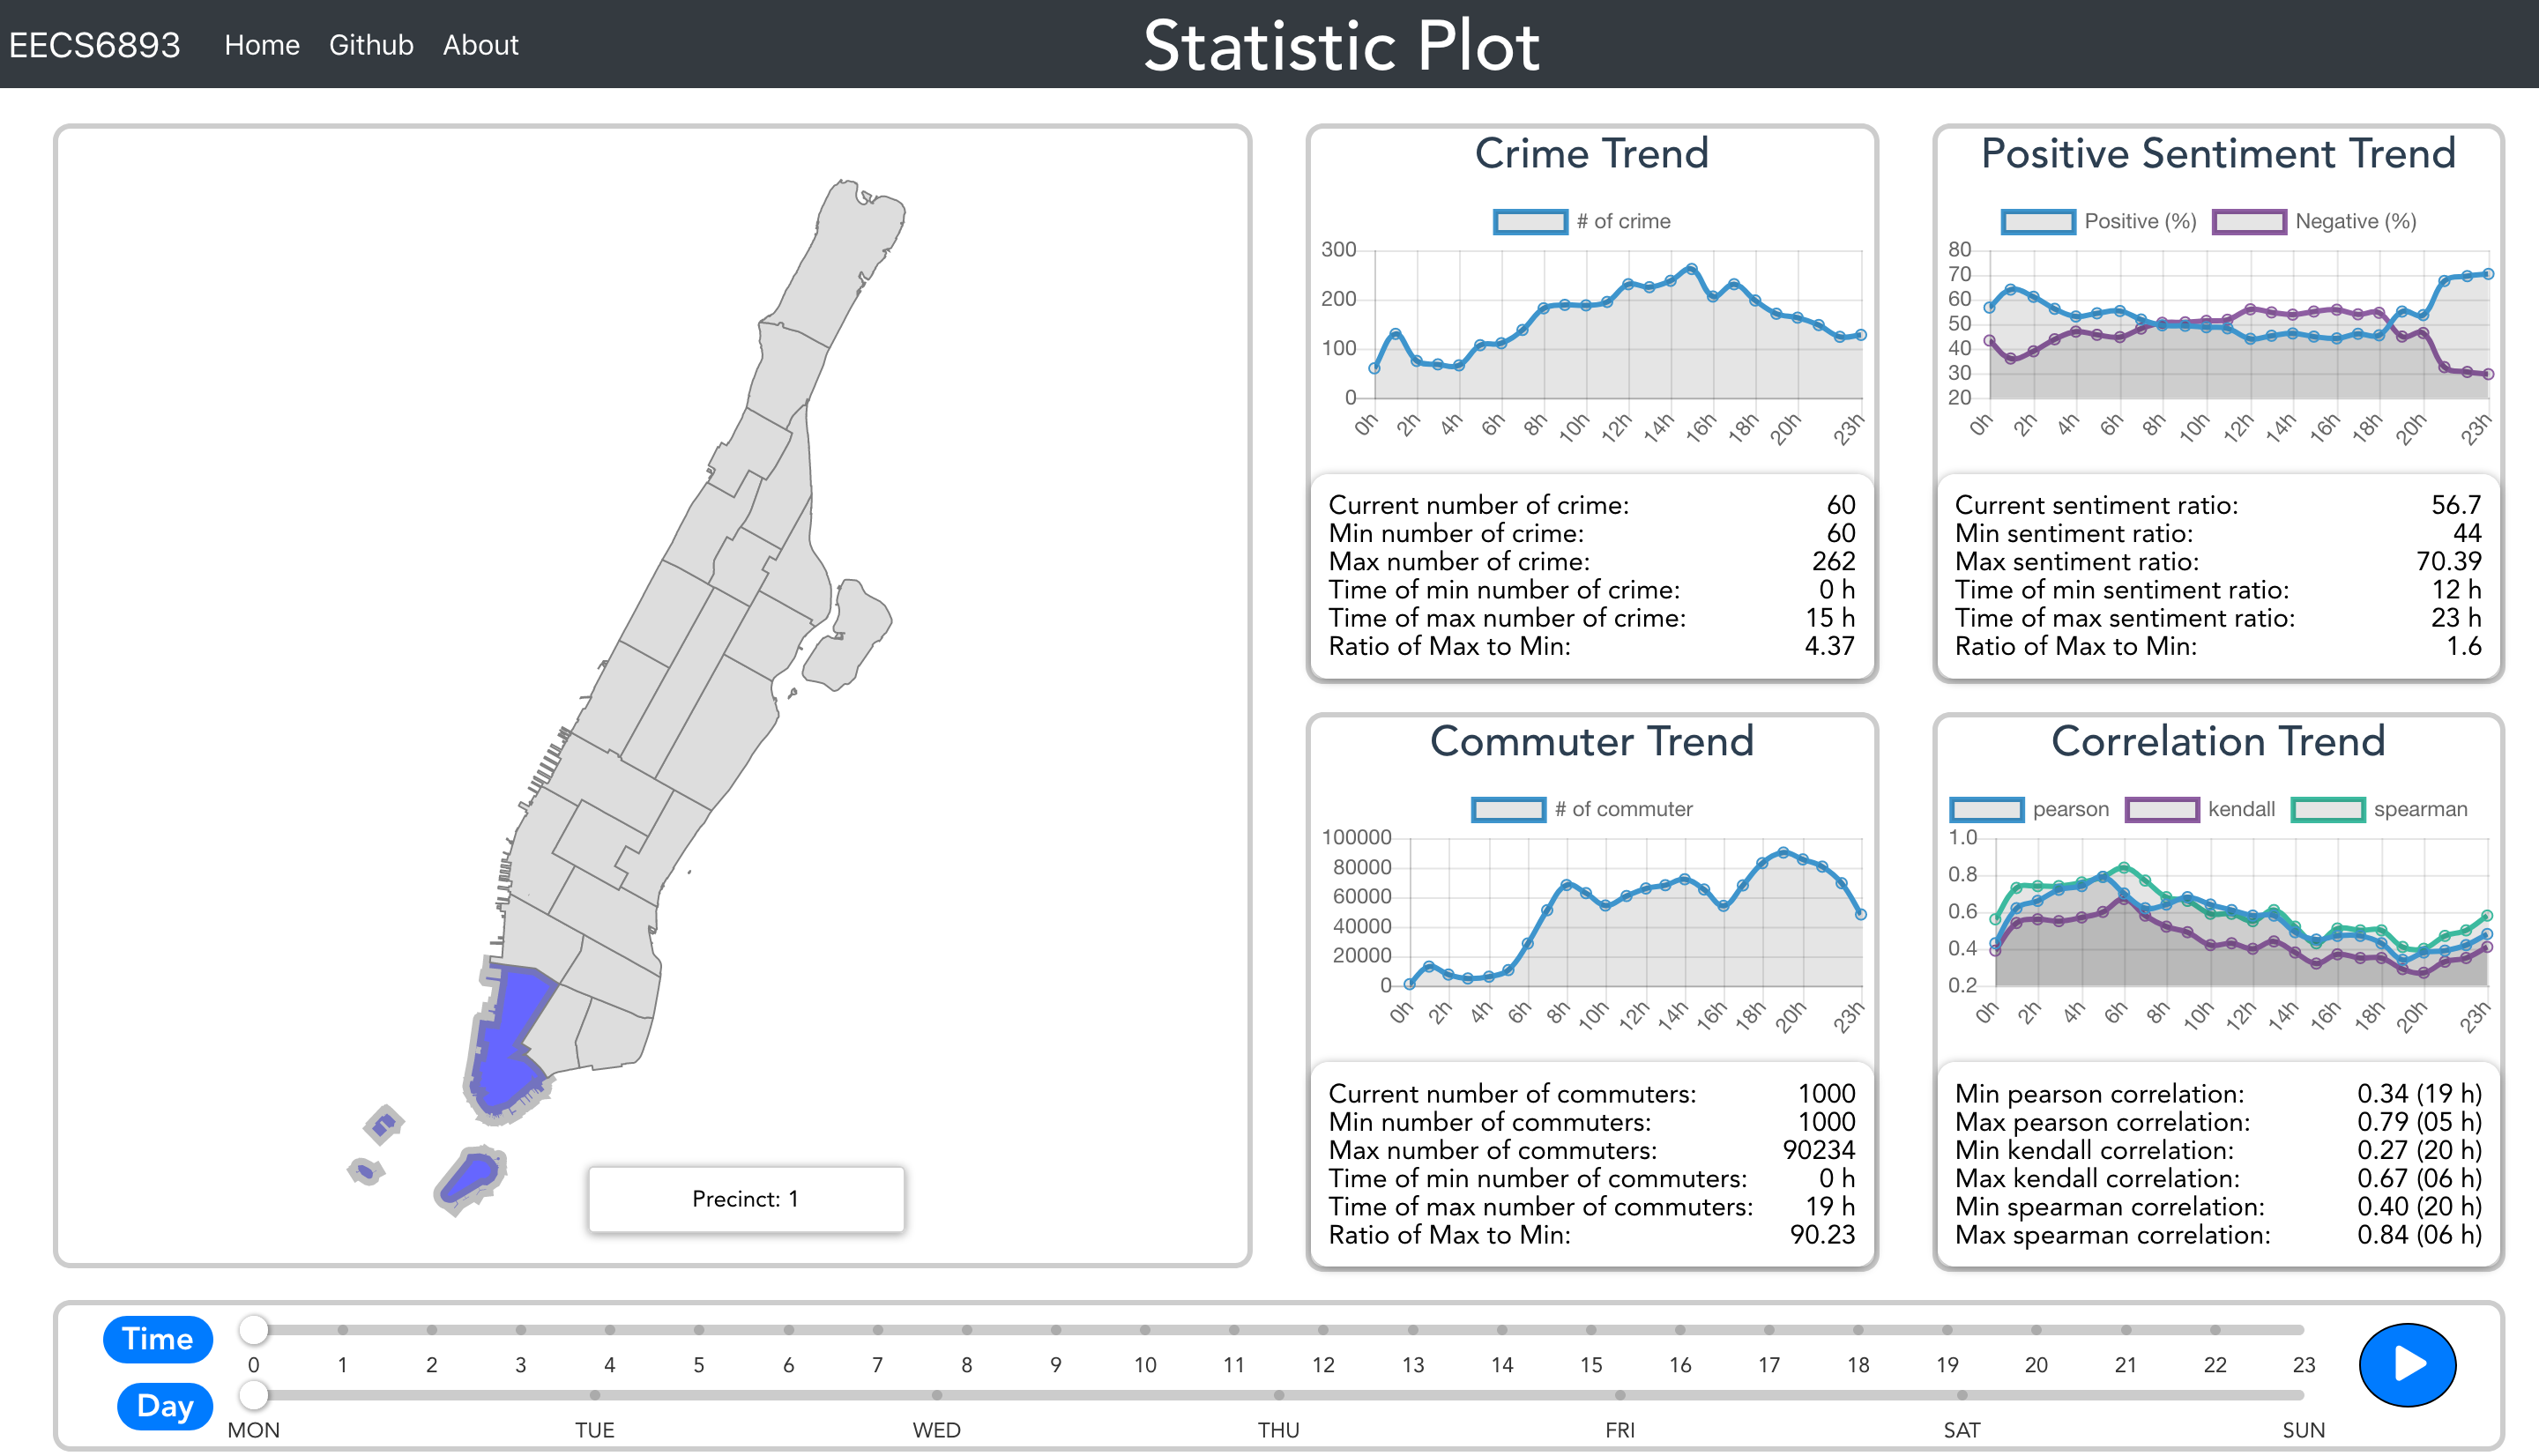 EECS6893 Home Github About Statistic Plot
Precinct: 1
Crime Trend
# of crime
300
200
100
0
0h 2h 4h 6h 8h 10h 12h 14h 16h 18h 20h 23h
Current number of crime: 60
Min number of crime: 60
Max number of crime: 262
Time of min number of crime: 0 h
Time of max number of crime: 15 h
Ratio of Max to Min: 4.37
Positive Sentiment Trend
Positive (%) Negative (%)
80
70
60
50
40
30
20
0h 2h 4h 6h 8h 10h 12h 14h 16h 18h 20h 23h
Current sentiment ratio: 56.7
Min sentiment ratio: 44
Max sentiment ratio: 70.39
Time of min sentiment ratio: 12 h
Time of max sentiment ratio: 23 h
Ratio of Max to Min: 1.6
Commuter Trend
# of commuter
100000
80000
60000
40000
20000
0
0h 2h 4h 6h 8h 10h 12h 14h 16h 18h 20h 23h
Current number of commuters: 1000
Min number of commuters: 1000
Max number of commuters: 90234
Time of min number of commuters: 0 h
Time of max number of commuters: 19 h
Ratio of Max to Min: 90.23
Correlation Trend
pearson kendall spearman
1.0
0.8
0.6
0.4
0.2
0h 2h 4h 6h 8h 10h 12h 14h 16h 18h 20h 23h
Min pearson correlation: 0.34 (19 h)
Max pearson correlation: 0.79 (05 h)
Min kendall correlation: 0.27 (20 h)
Max kendall correlation: 0.67 (06 h)
Min spearman correlation: 0.40 (20 h)
Max spearman correlation: 0.84 (06 h)
Time
0 1 2 3 4 5 6 7 8 9 10 11 12 13 14 15 16 17 18 19 20 21 22 23
Day
MON TUE WED THU FRI SAT SUN